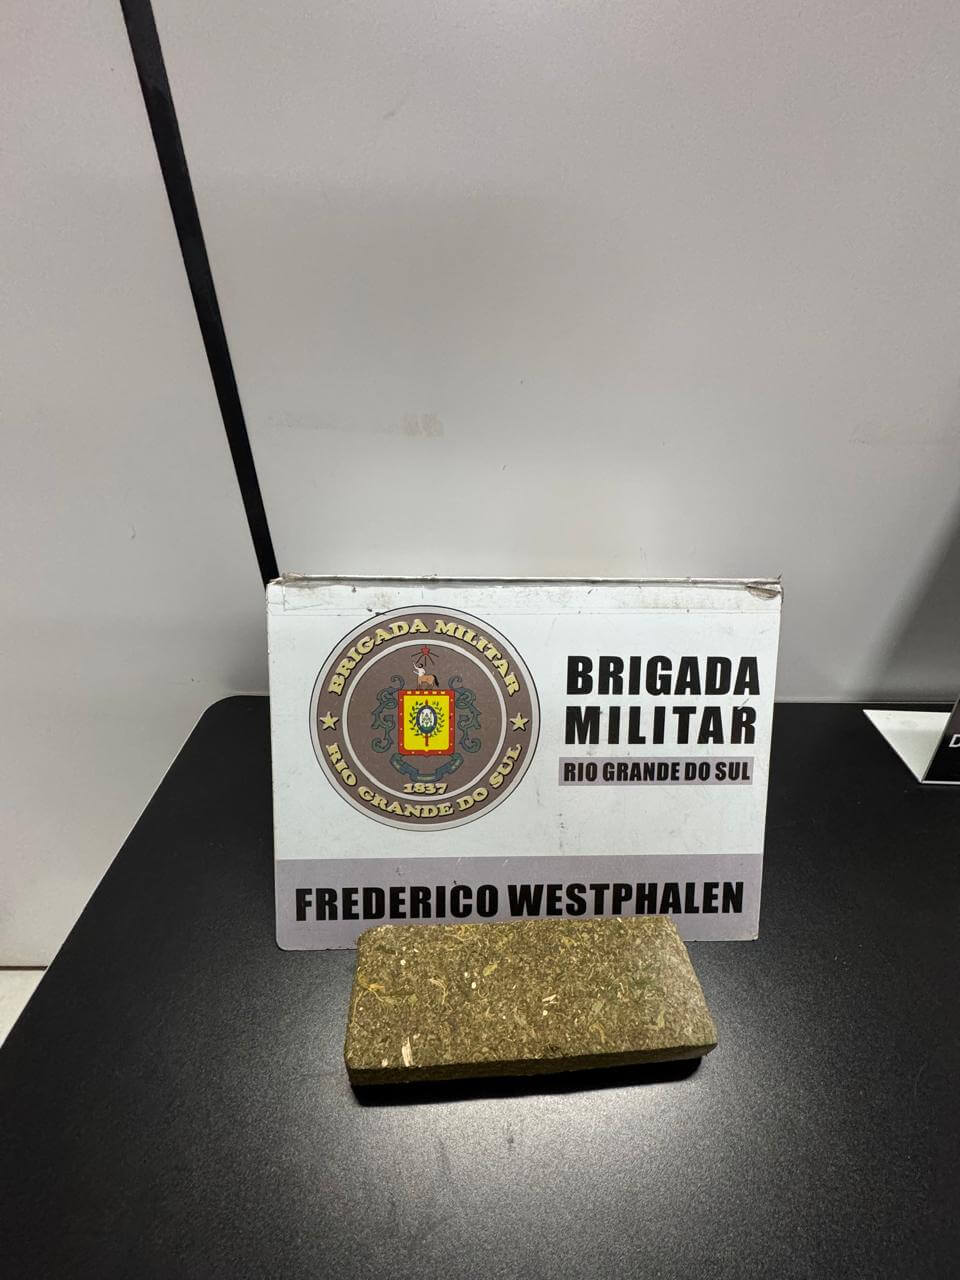 BRIGADA MILITAR
1837
RIO GRANDE DO SUL
BRIGADA
MILITAR
RIO GRANDE DO SUL
FREDERICO WESTPHALEN
D